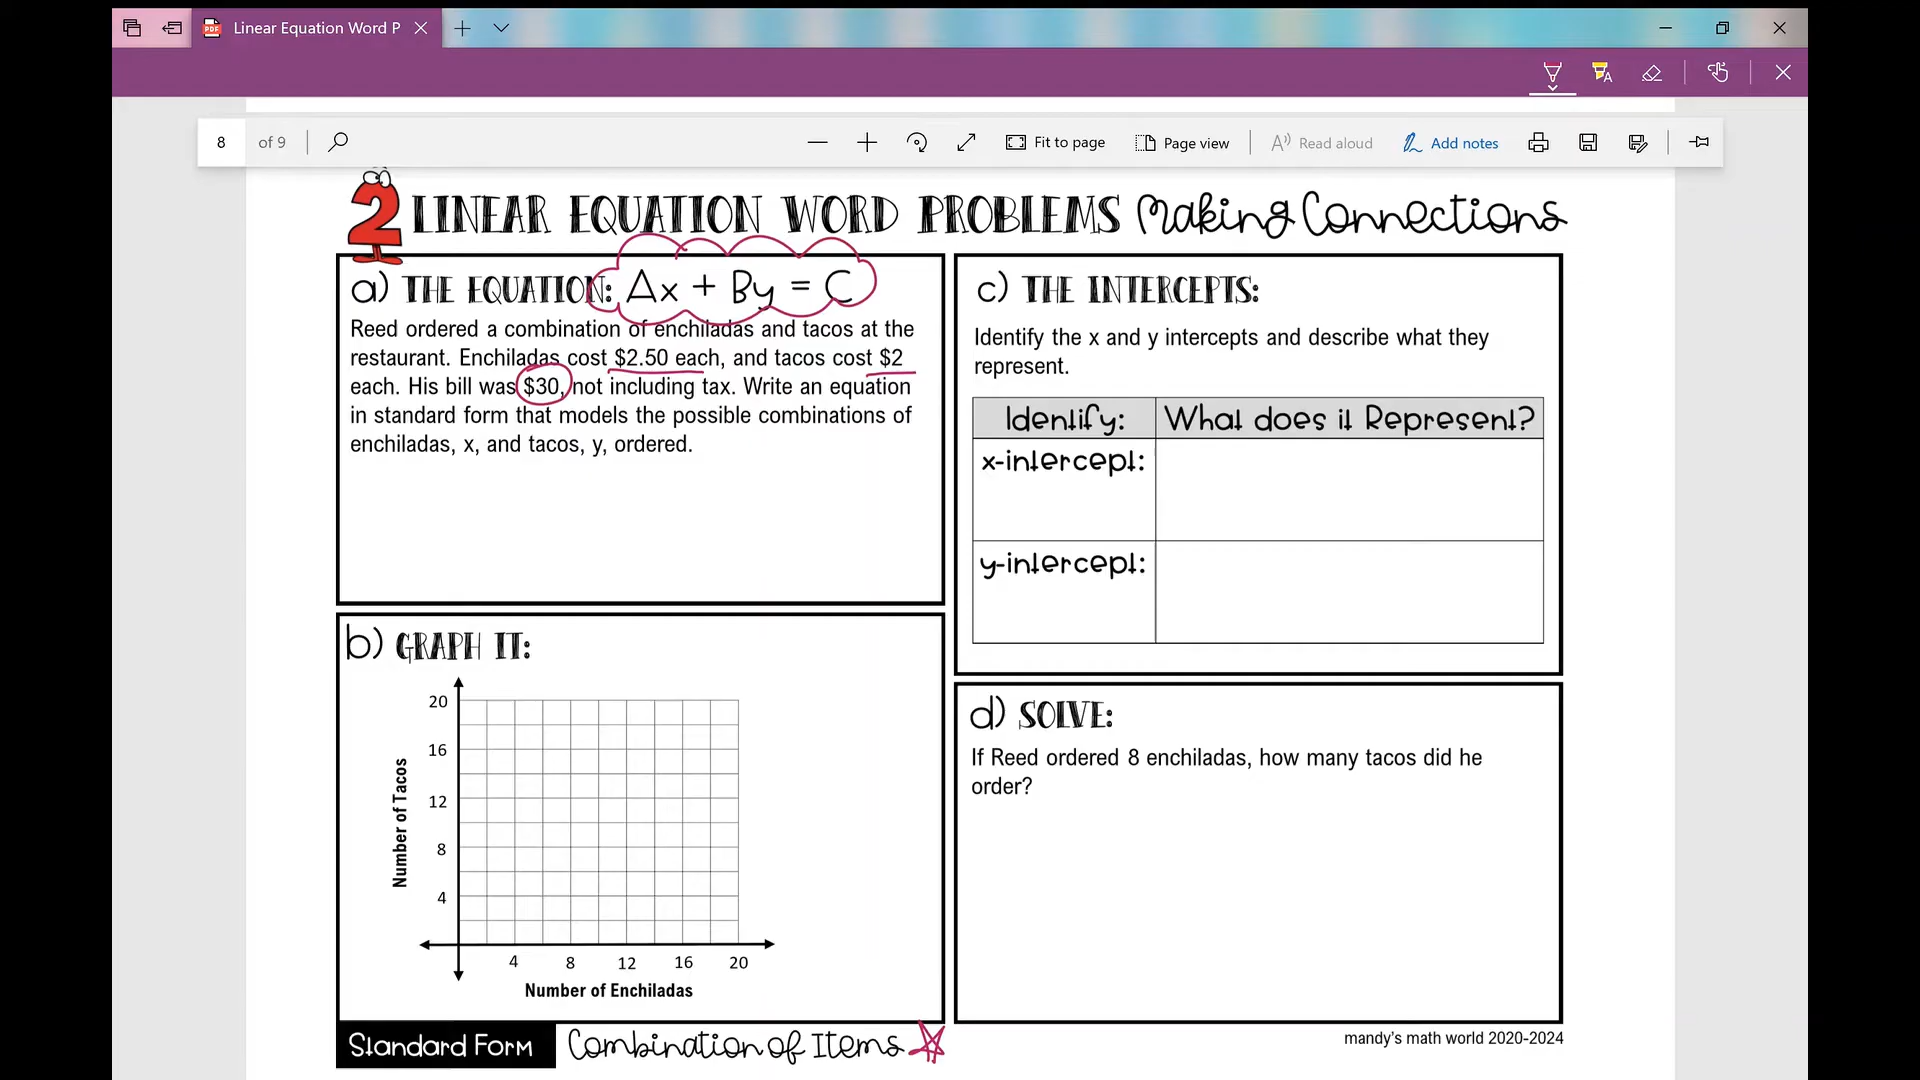 Linear Equation Word P
8 of 9 Fit to page Page view Read aloud Add notes
2 LINEAR EQUATION WORD PROBLEMS Making Connections
a) THE EQUATION: Ax + By = C
Reed ordered a combination of enchiladas and tacos at the
restaurant. Enchiladas cost $2.50 each, and tacos cost $2
each. His bill was $30, not including tax. Write an equation
in standard form that models the possible combinations of
enchiladas, x, and tacos, y, ordered.
b) GRAPH IT:
20
16
12
8
4
Number of Tacos
4 8 12 16 20
Number of Enchiladas
Standard Form Combination of Items
c) THE INTERCEPTS:
Identify the x and y intercepts and describe what they
represent.
Identify: What does it Represent?
x-intercept:
y-intercept:
d) SOLVE:
If Reed ordered 8 enchiladas, how many tacos did he
order?
mandy's math world 2020-2024